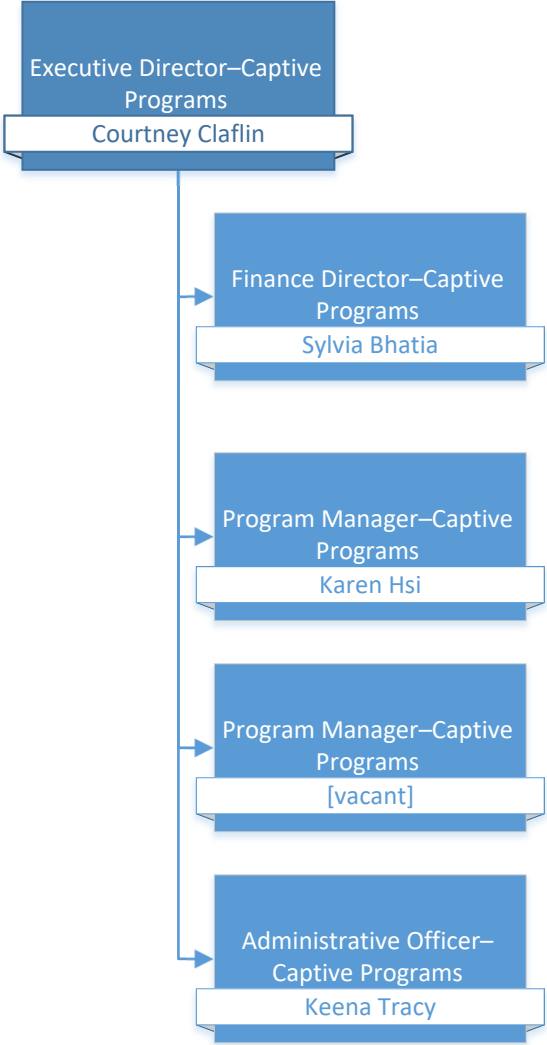 Executive Director–Captive
Programs
Courtney Claflin
Finance Director–Captive
Programs
Sylvia Bhatia
Program Manager–Captive
Programs
Karen Hsi
Program Manager–Captive
Programs
[vacant]
Administrative Officer–
Captive Programs
Keena Tracy